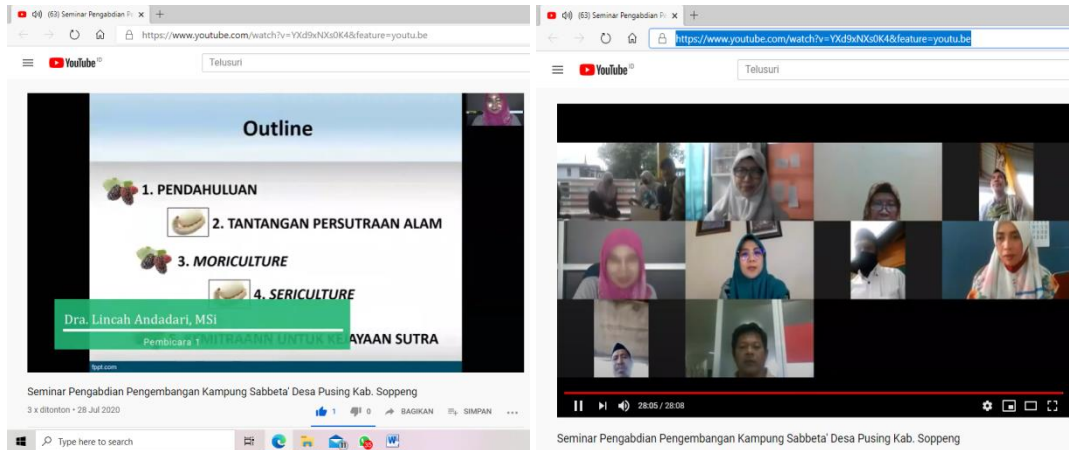 (63) Seminar Pengabdian P
https://www.youtube.com/watch?v=YXd9xNXs0K4&feature=youtu.be
YouTube ID
Telusuri
Outline
1. PENDAHULUAN
2. TANTANGAN PERSUTRAAN ALAM
3. MORICULTURE
4. SERICULTURE
UNTUK KEJAYAAN SUTRA
Dra. Lincah Andadari, MSi
Pembicara 1
fppt.com
Seminar Pengabdian Pengembangan Kampung Sabbeta' Desa Pusing Kab. Soppeng
3 x ditonton • 28 Jul 2020
1 0 BAGIKAN SIMPAN ...
Type here to search
(63) Seminar Pengabdian P
https://www.youtube.com/watch?v=YXd9xNXs0K4&feature=youtu.be
YouTube ID
Telusuri
28:05 / 28:08
Seminar Pengabdian Pengembangan Kampung Sabbeta' Desa Pusing Kab. Soppeng